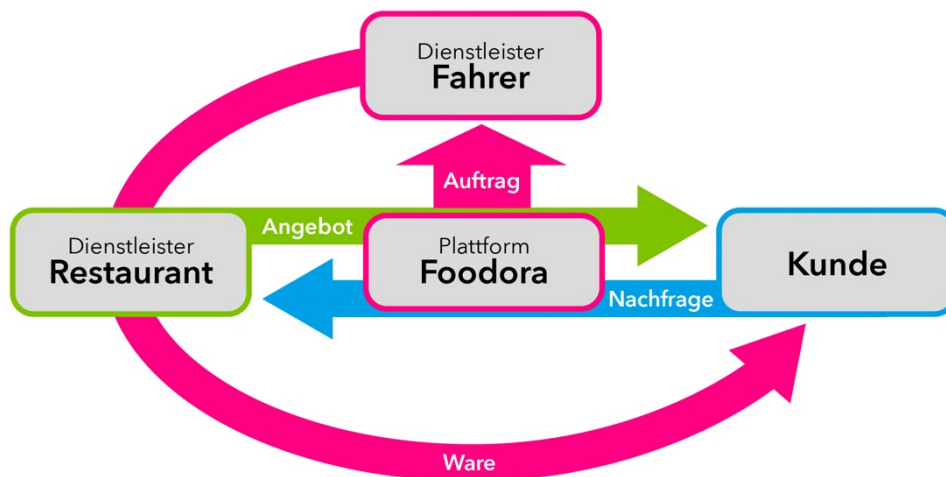 Dienstleister
Fahrer
Auftrag
Angebot
Dienstleister
Restaurant
Plattform
Foodora
Kunde
Nachfrage
Ware